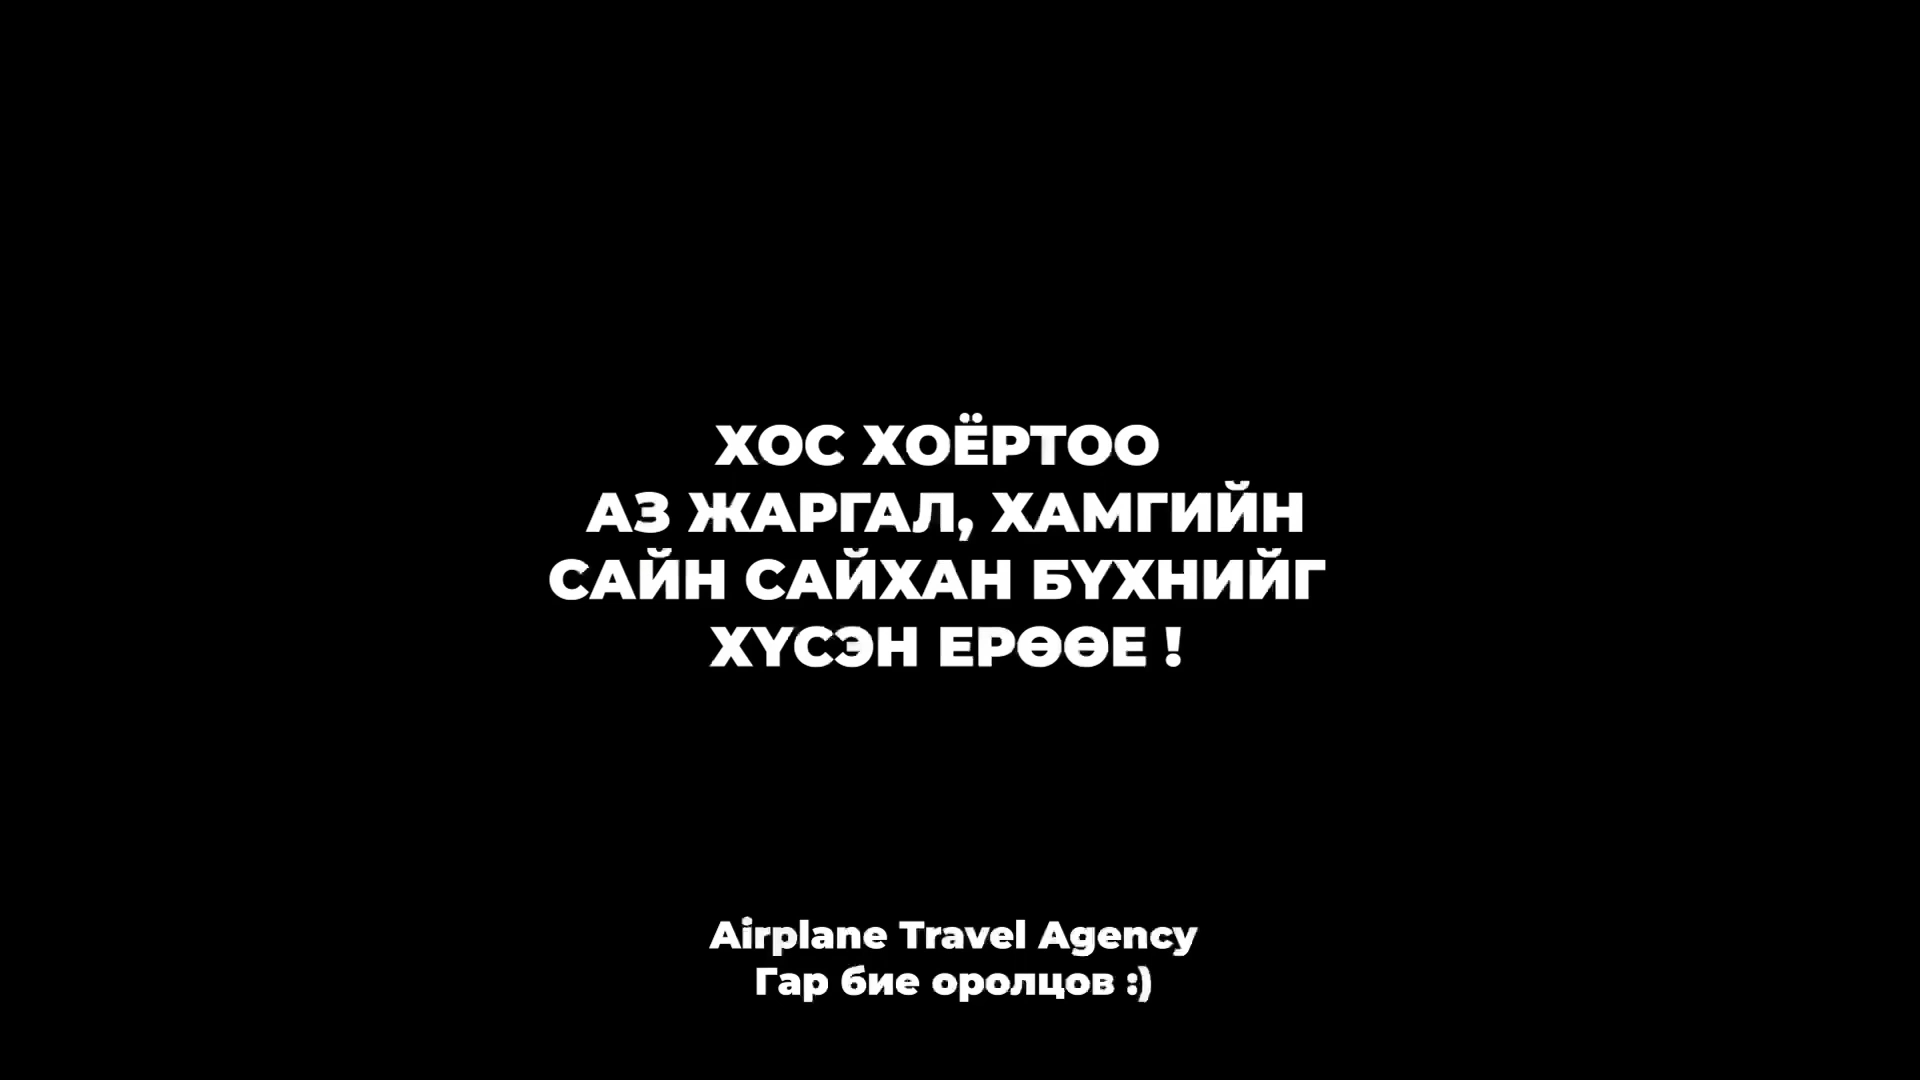 ХОС ХОЁРТОО
АЗ ЖАРГАЛ, ХАМГИЙН
САЙН САЙХАН БҮХНИЙГ
ХҮСЭН ЕРӨӨЕ !
Airplane Travel Agency
Гар бие оролцов :)